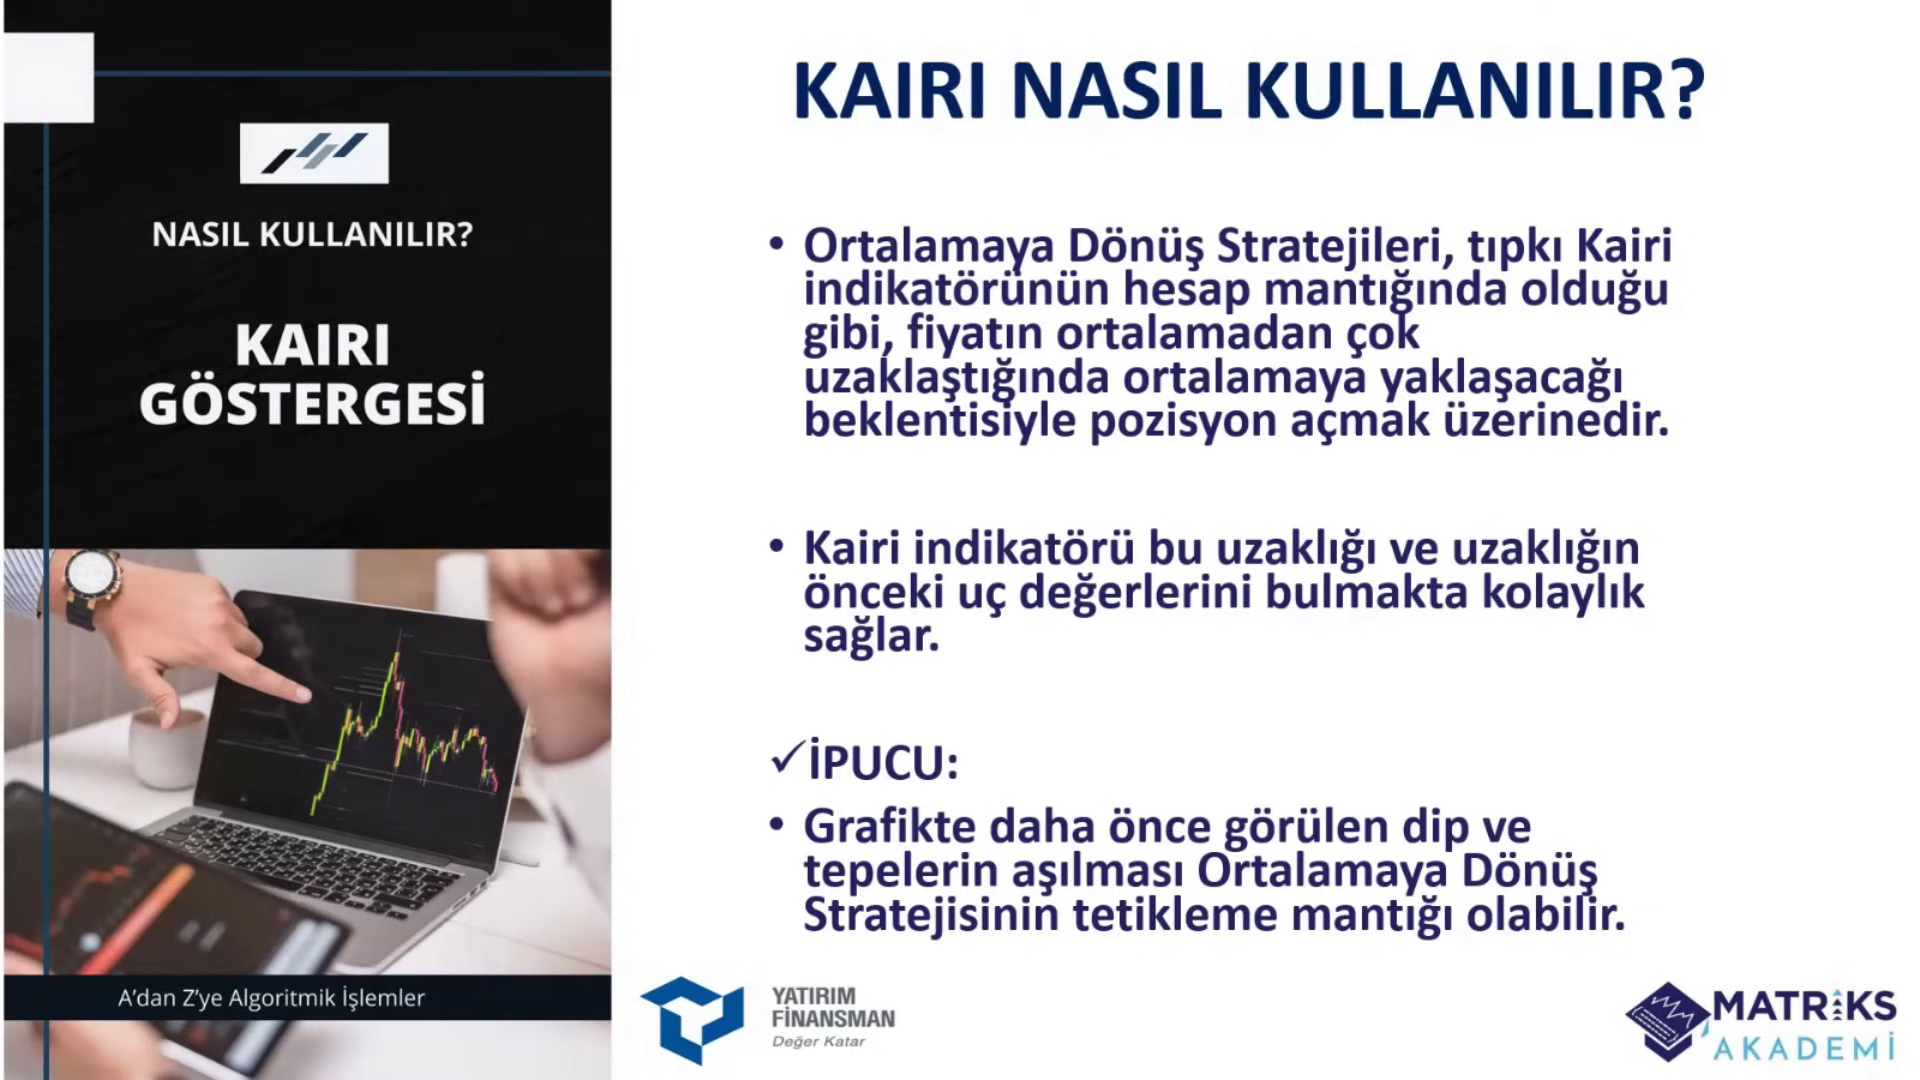 NASIL KULLANILIR?
KAIRI
GÖSTERGESİ
A’dan Z’ye Algoritmik İşlemler
KAIRI NASIL KULLANILIR?
• Ortalamaya Dönüş Stratejileri, tıpkı Kairi
indikatörünün hesap mantığında olduğu
gibi, fiyatın ortalamadan çok
uzaklaştığında ortalamaya yaklaşacağı
beklentisiyle pozisyon açmak üzerinedir.
• Kairi indikatörü bu uzaklığı ve uzaklığın
önceki uç değerlerini bulmakta kolaylık
sağlar.
✓İPUCU:
• Grafikte daha önce görülen dip ve
tepelerin aşılması Ortalamaya Dönüş
Stratejisinin tetikleme mantığı olabilir.
YATIRIM
FİNANSMAN
Değer Katar
MATRİKS
AKADEMİ